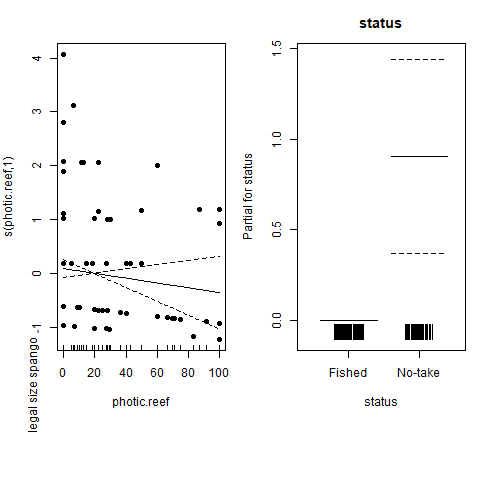 status
s(photic.reef,1)
legal size spango
-1
0
1
2
3
4
0
20
40
60
80
100
photic.reef
Partial for status
0.0
0.5
1.0
1.5
Fished
No-take
status